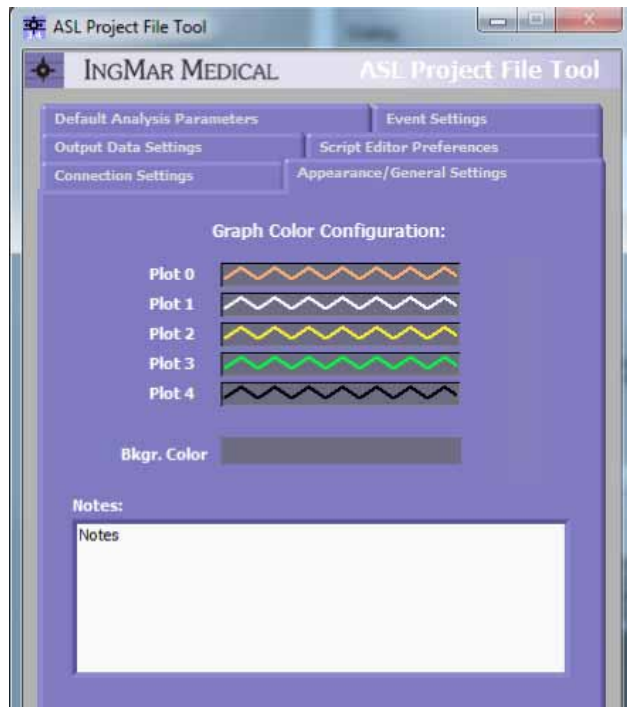 ASL Project File Tool
INGMAR MEDICAL
ASL Project File Tool
Default Analysis Parameters
Event Settings
Output Data Settings
Script Editor Preferences
Connection Settings
Appearance/General Settings
Graph Color Configuration:
Plot 0
Plot 1
Plot 2
Plot 3
Plot 4
Bkgr. Color
Notes:
Notes